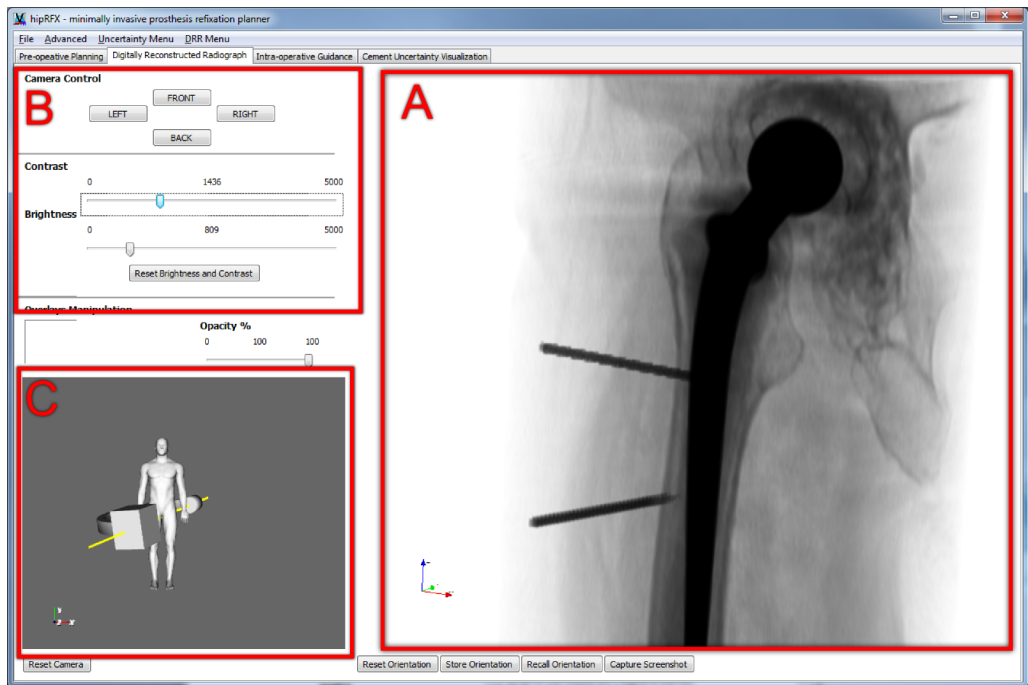 hipRFX - minimally invasive prosthesis refixation planner
File Advanced Uncertainty Menu DRR Menu
Pre-opeative Planning Digitally Reconstructed Radiograph Intra-operative Guidance Cement Uncertainty Visualization
Camera Control
B
FRONT
LEFT RIGHT
BACK
Contrast
0 1436 5000
Brightness
0 809 5000
Reset Brightness and Contrast
Overlays Manipulation
Opacity %
0 100 100
C
A
Reset Camera Reset Orientation Store Orientation Recall Orientation Capture Screenshot